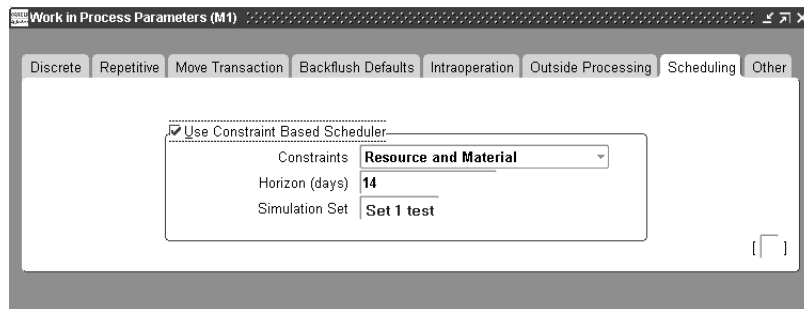 Work in Process Parameters (M1)
Discrete Repetitive Move Transaction Backflush Defaults Intraoperation Outside Processing Scheduling Other
Use Constraint Based Scheduler
Constraints Resource and Material
Horizon (days) 14
Simulation Set Set 1 test
[ ]